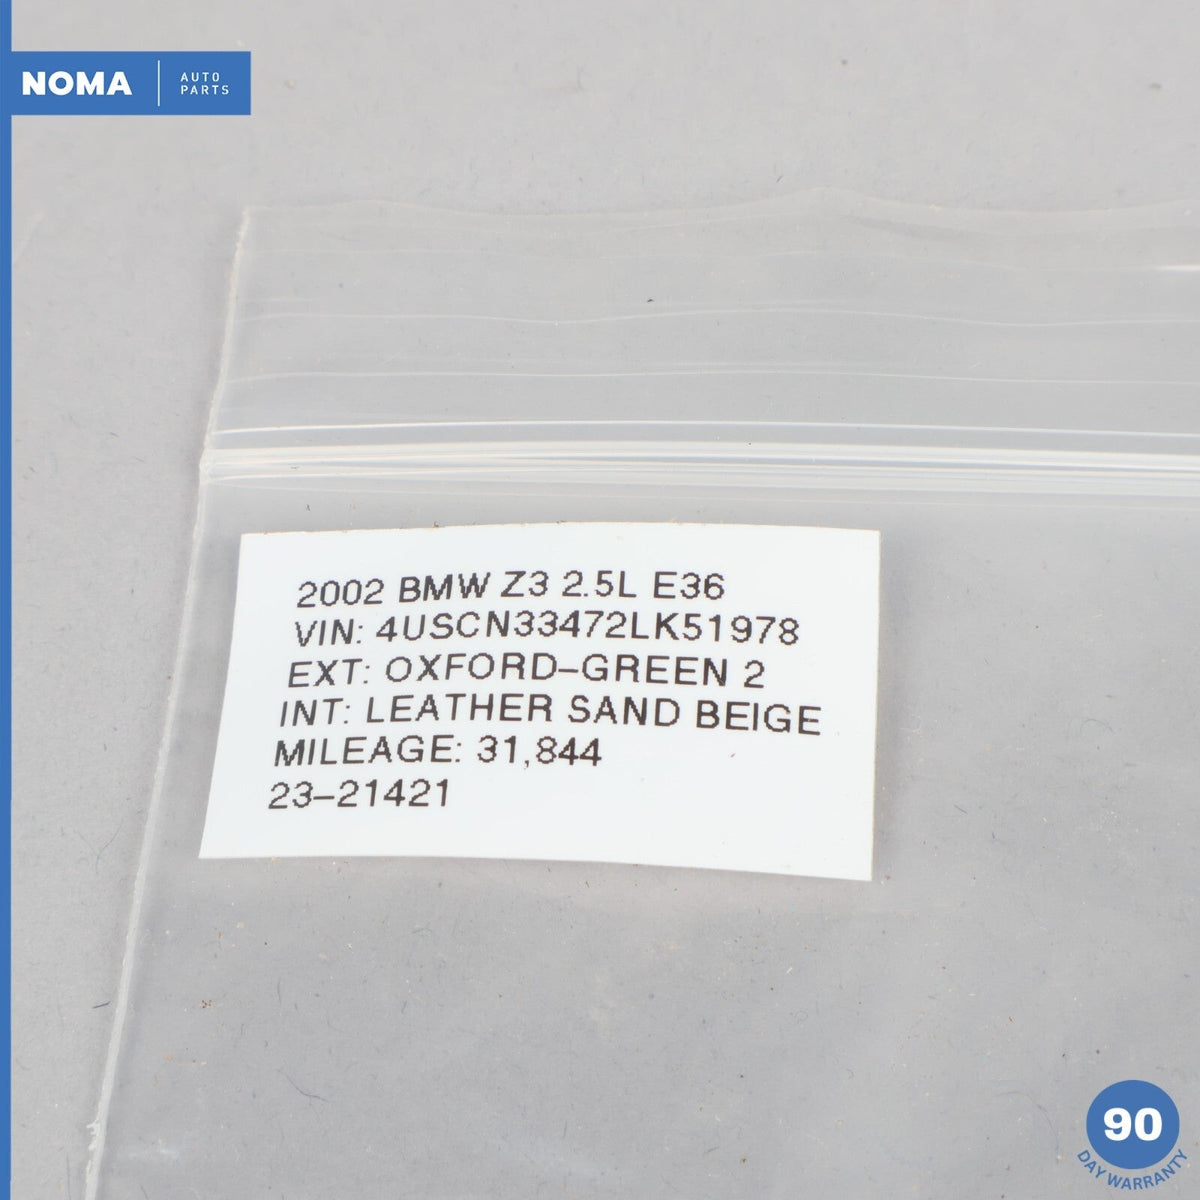 NOMA
AUTO
PARTS
2002 BMW Z3 2.5L E36
VIN: 4USCN33472LK51978
EXT: OXFORD-GREEN 2
INT: LEATHER SAND BEIGE
MILEAGE: 31,844
23-21421
90
DAY WARRANTY